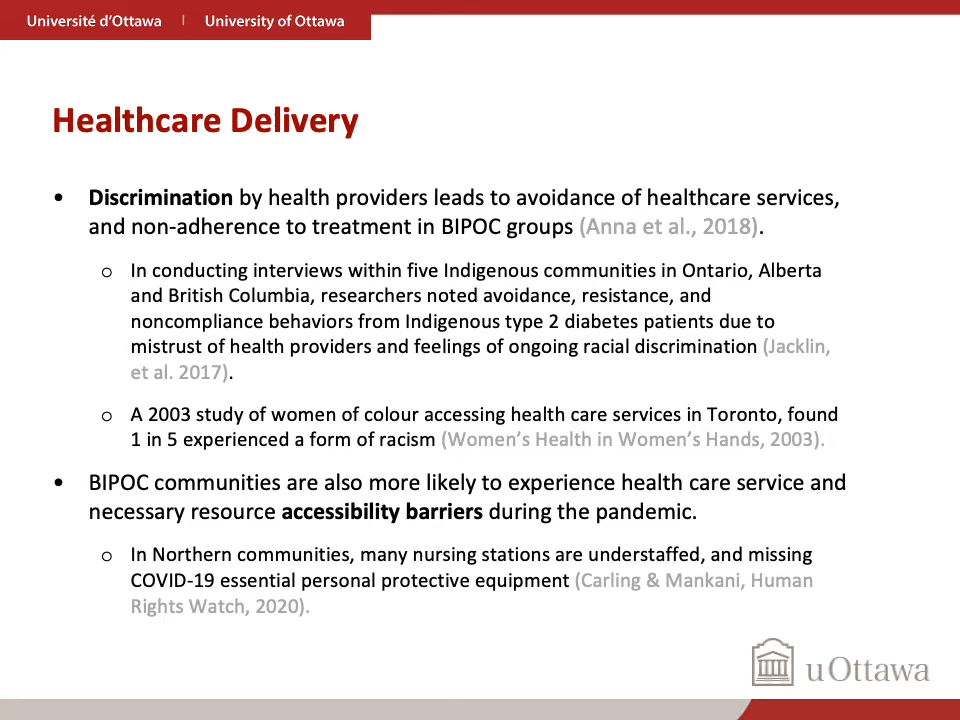 Université d'Ottawa | University of Ottawa
Healthcare Delivery
• Discrimination by health providers leads to avoidance of healthcare services,
and non-adherence to treatment in BIPOC groups (Anna et al., 2018).
o In conducting interviews within five Indigenous communities in Ontario, Alberta
and British Columbia, researchers noted avoidance, resistance, and
noncompliance behaviors from Indigenous type 2 diabetes patients due to
mistrust of health providers and feelings of ongoing racial discrimination (Jacklin,
et al. 2017).
o A 2003 study of women of colour accessing health care services in Toronto, found
1 in 5 experienced a form of racism (Women's Health in Women's Hands, 2003).
• BIPOC communities are also more likely to experience health care service and
necessary resource accessibility barriers during the pandemic.
o In Northern communities, many nursing stations are understaffed, and missing
COVID-19 essential personal protective equipment (Carling & Mankani, Human
Rights Watch, 2020).
uOttawa